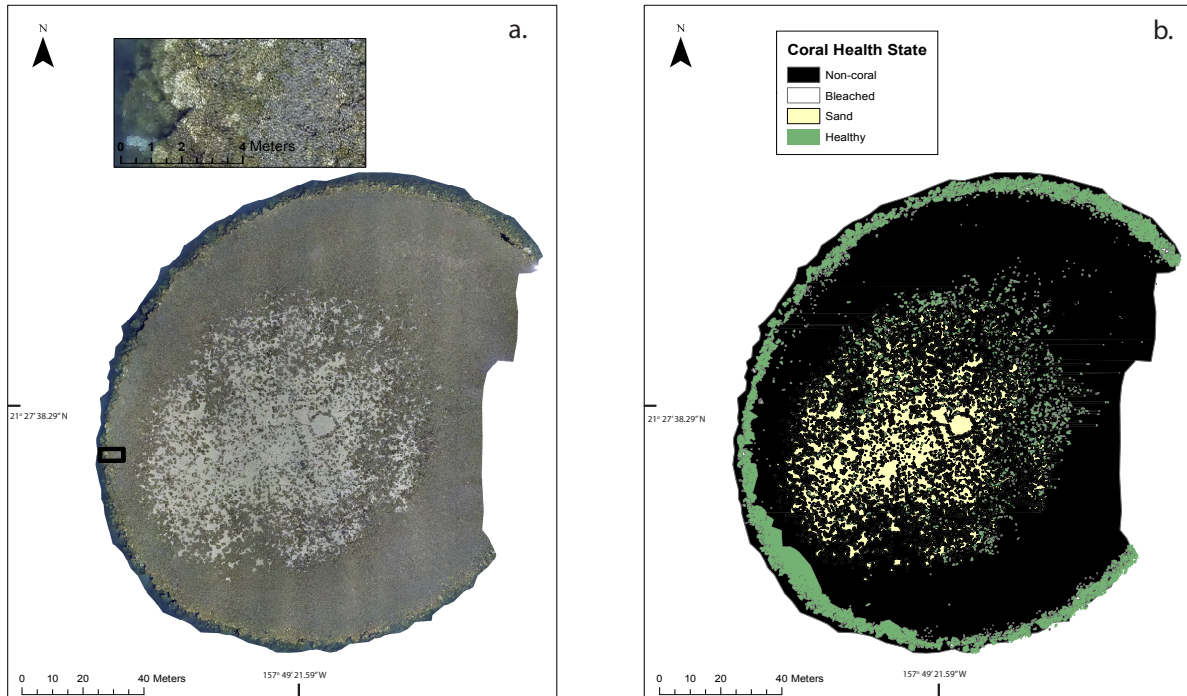 N
a.
0 1 2 4 Meters
21° 27' 38.29" N
157° 49' 21.59" W
0 10 20 40 Meters
N
b.
Coral Health State
Non-coral
Bleached
Sand
Healthy
21° 27' 38.29" N
157° 49' 21.59" W
0 10 20 40 Meters